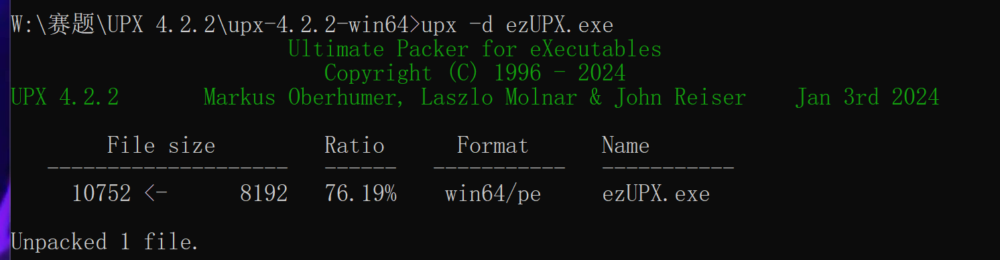 W:\赛题\UPX 4.2.2\upx-4.2.2-win64>upx -d ezUPX.exe
Ultimate Packer for eXecutables
Copyright (C) 1996 - 2024
UPX 4.2.2 Markus Oberhumer, Laszlo Molnar & John Reiser Jan 3rd 2024
File size Ratio Format Name
-------------------- ------ ----------- -----------
10752 <- 8192 76.19% win64/pe ezUPX.exe
Unpacked 1 file.